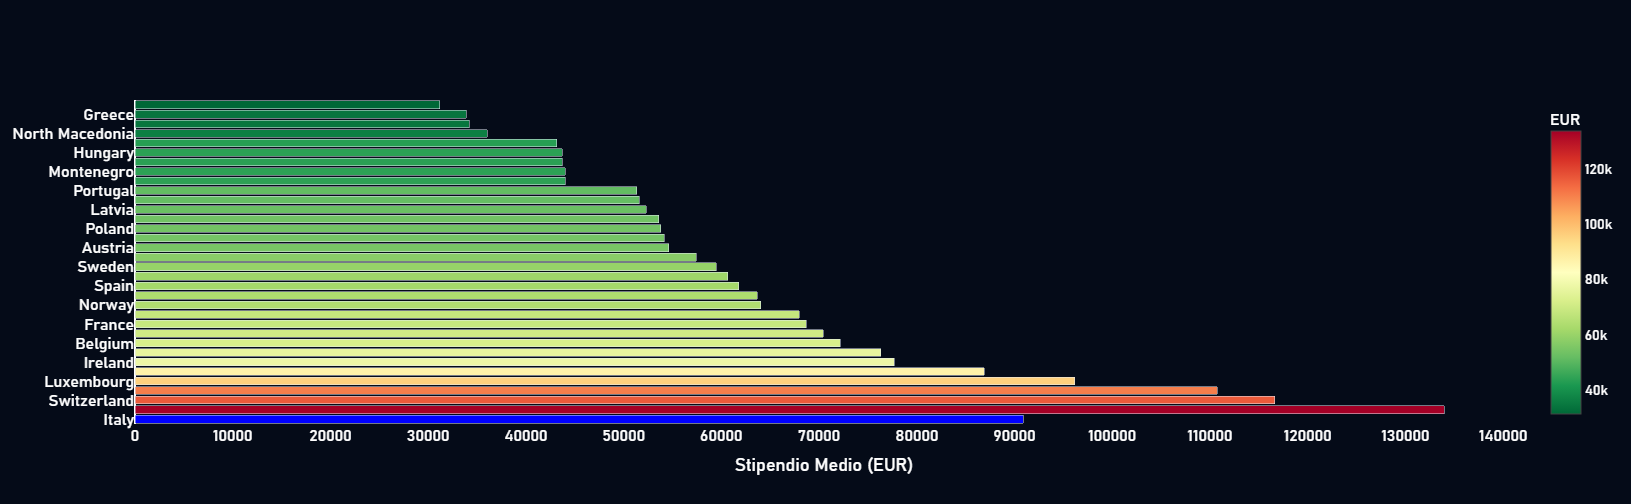 EUR
Greece
North Macedonia
Hungary
Montenegro
Portugal
Latvia
Poland
Austria
Sweden
Spain
Norway
France
Belgium
Ireland
Luxembourg
Switzerland
Italy
120k
100k
80k
60k
40k
0 10000 20000 30000 40000 50000 60000 70000 80000 90000 100000 110000 120000 130000 140000
Stipendio Medio (EUR)